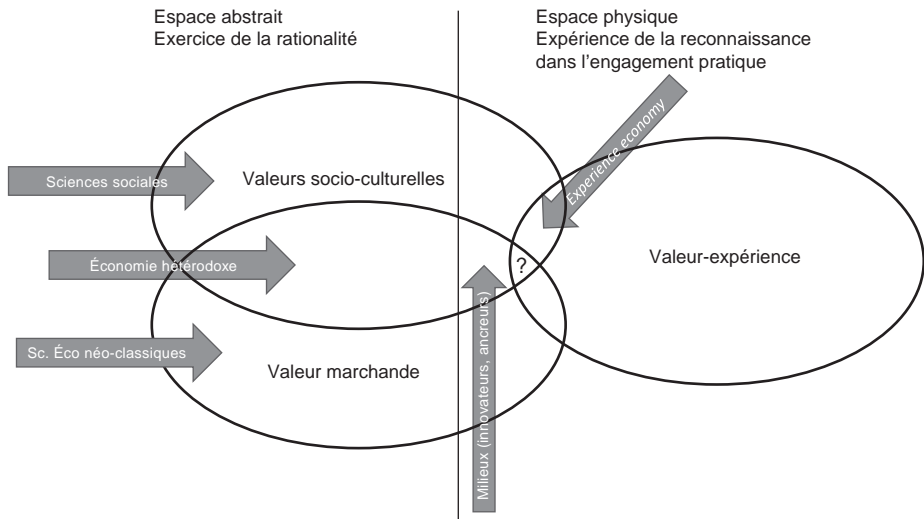 Espace abstrait
Exercice de la rationalité
Espace physique
Expérience de la reconnaissance
dans l'engagement pratique
Experience economy
Sciences sociales
Valeurs socio-culturelles
Économie hétérodoxe
?
Valeur-expérience
Sc. Éco néo-classiques
Valeur marchande
Milieux (innovateurs, ancreurs)